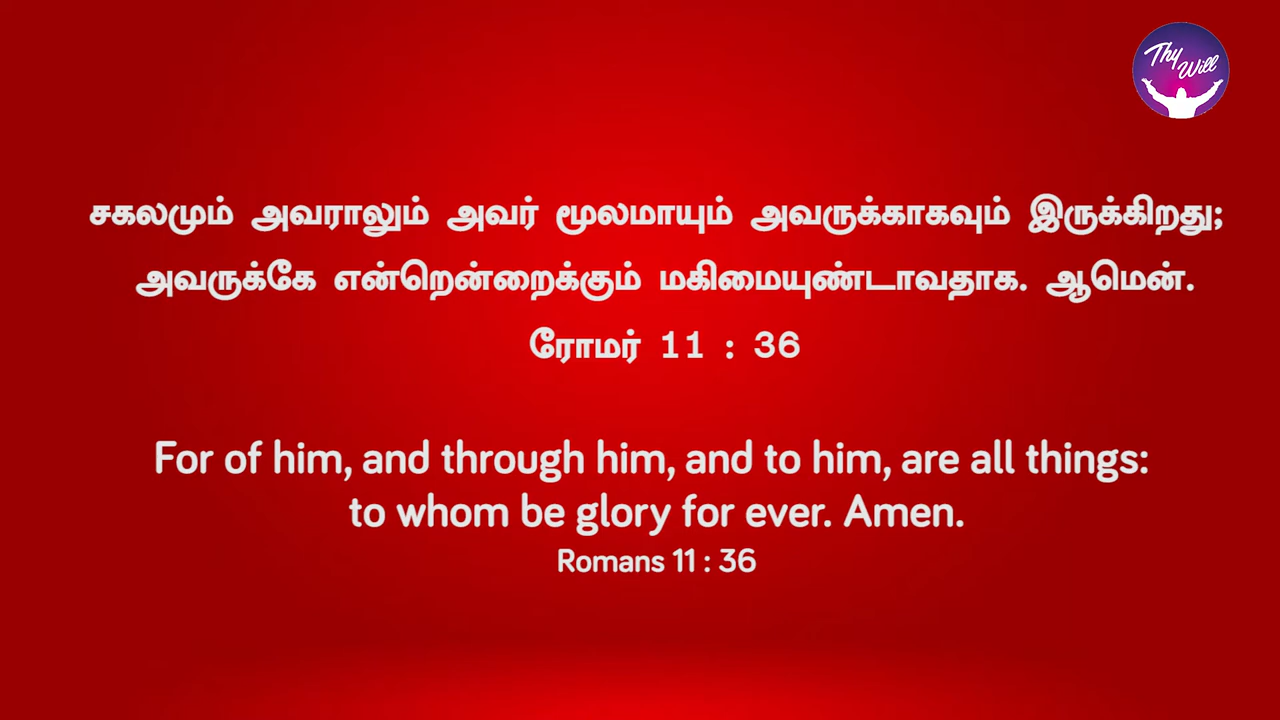 Thy
Will
சகலமும் அவராலும் அவர் மூலமாயும் அவருக்காகவும் இருக்கிறது;
அவருக்கே என்றென்றைக்கும் மகிமையுண்டாவதாக. ஆமென்.
ரோமர் 11 : 36
For of him, and through him, and to him, are all things:
to whom be glory for ever. Amen.
Romans 11 : 36